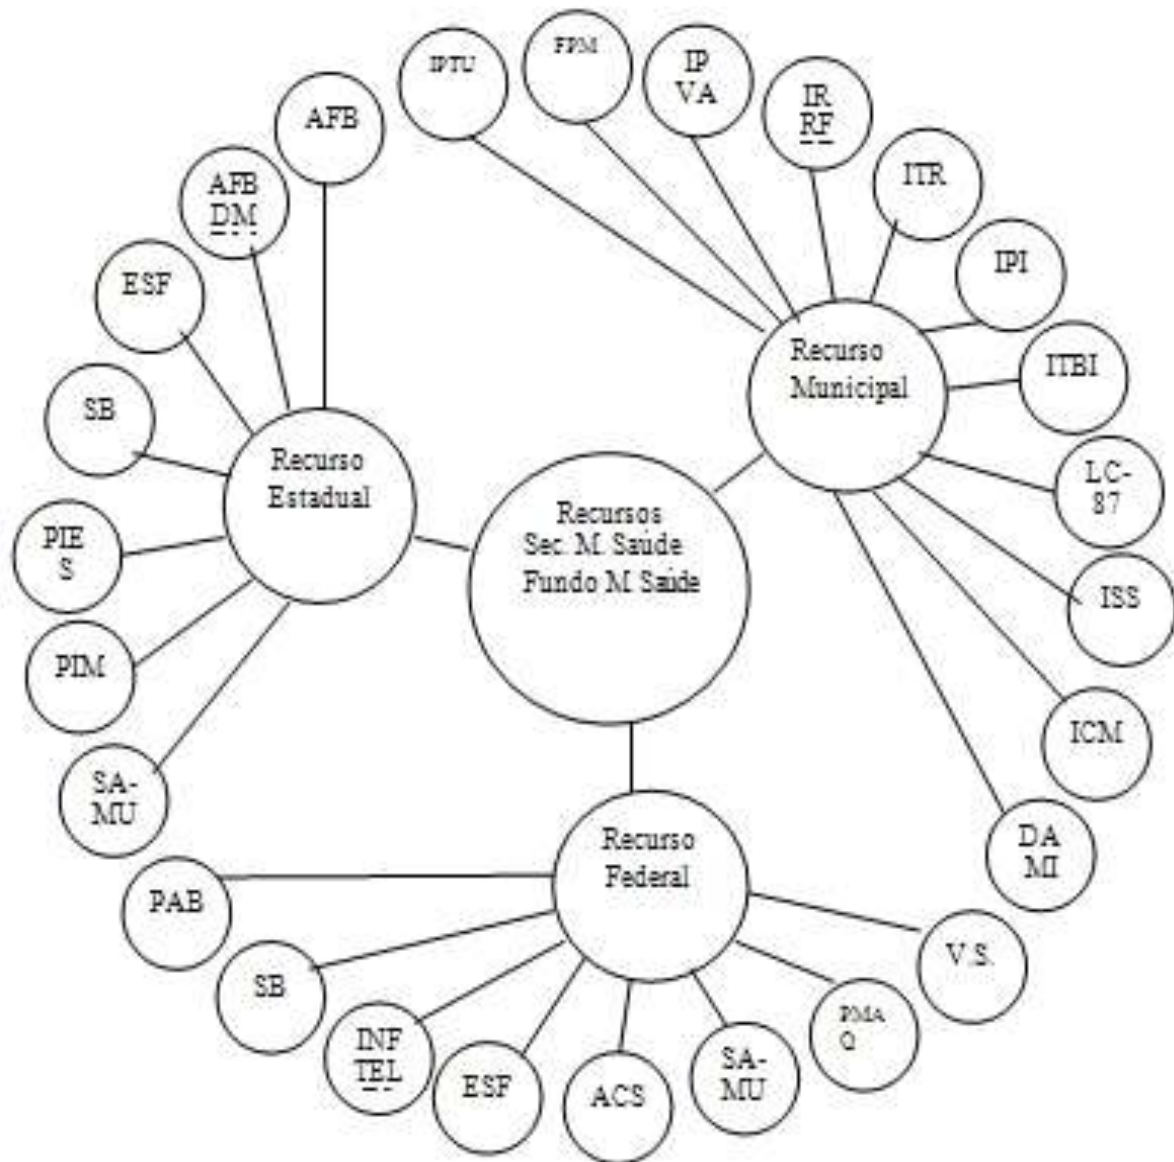 IPTU
FPM
IP
VA
IR
RF
ITR
IPI
ITBI
LC-
87
ISS
ICM
DA
MI
Recurso
Municipal
AFB
AFB
DM
ESF
SB
PIE
S
PIM
SA-
MU
Recurso
Estadual
Recursos
Sec. M. Saúde
Fundo M. Saúde
Recurso
Federal
PAB
SB
INF
TEL
ESF
ACS
SA-
MU
PMA
Q
V.S.